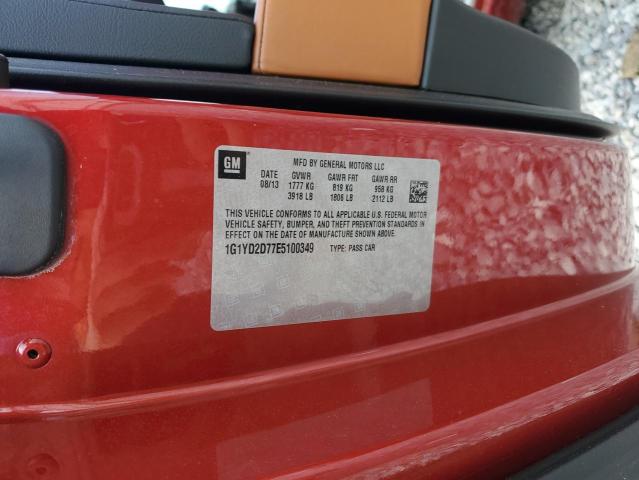 GM
MFD BY GENERAL MOTORS LLC
DATE GVWR GAWR FRT GAWR RR
08/13 1777 KG 819 KG 958 KG
3918 LB 1806 LB 2112 LB
THIS VEHICLE CONFORMS TO ALL APPLICABLE U.S. FEDERAL MOTOR
VEHICLE SAFETY, BUMPER, AND THEFT PREVENTION STANDARDS IN
EFFECT ON THE DATE OF MANUFACTURE SHOWN ABOVE.
1G1YD2D77E5100349 TYPE: PASS CAR